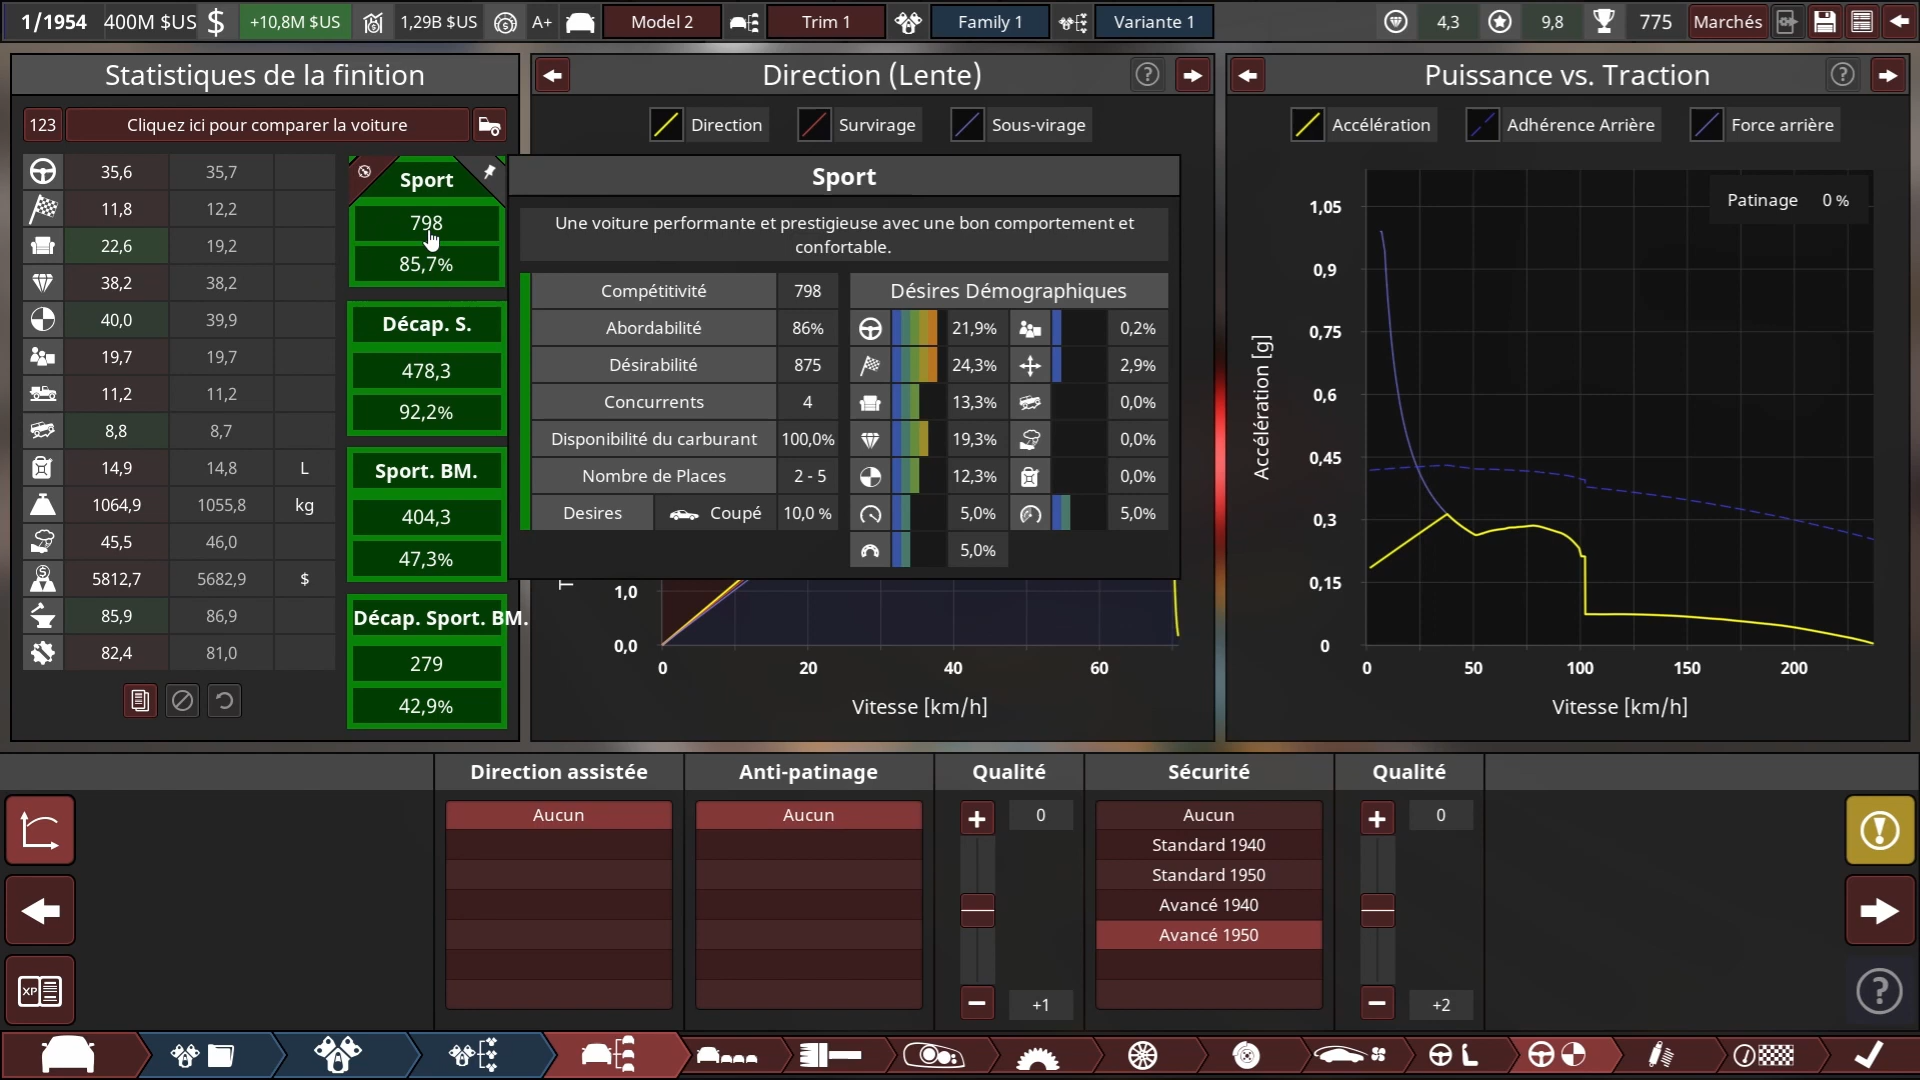 1/1954
400M $US
+10,8M $US
1,29B $US
A+
Model 2
Trim 1
Family 1
Variante 1
4,3
9,8
775
Marchés
Statistiques de la finition
123
Cliquez ici pour comparer la voiture
35,6 35,7
11,8 12,2
22,6 19,2
38,2 38,2
40,0 39,9
19,7 19,7
11,2 11,2
8,8 8,7
14,9 14,8 L
1064,9 1055,8 kg
45,5 46,0
5812,7 5682,9 $
85,9 86,9
82,4 81,0
Sport
798
85,7%
Décap. S.
478,3
92,2%
Sport. BM.
404,3
47,3%
Décap. Sport. BM.
279
42,9%
Direction (Lente)
?
Direction
Survirage
Sous-virage
Sport
Une voiture performante et prestigieuse avec une bon comportement et
confortable.
Compétitivité 798
Abordabilité 86%
Désirabilité 875
Concurrents 4
Disponibilité du carburant 100,0%
Nombre de Places 2 - 5
Desires Coupé 10,0 %
Désires Démographiques
21,9% 0,2%
24,3% 2,9%
13,3% 0,0%
19,3% 0,0%
12,3% 0,0%
5,0% 5,0%
5,0%
1,0
0,0
0 20 40 60
Vitesse [km/h]
Puissance vs. Traction
?
Accélération
Adhérence Arrière
Force arrière
Patinage 0 %
Accélération [g]
1,05
0,9
0,75
0,6
0,45
0,3
0,15
0
0 50 100 150 200
Vitesse [km/h]
Direction assistée
Aucun
Anti-patinage
Aucun
Qualité
0
+1
Sécurité
Aucun
Standard 1940
Standard 1950
Avancé 1940
Avancé 1950
Qualité
0
+2
XP
?